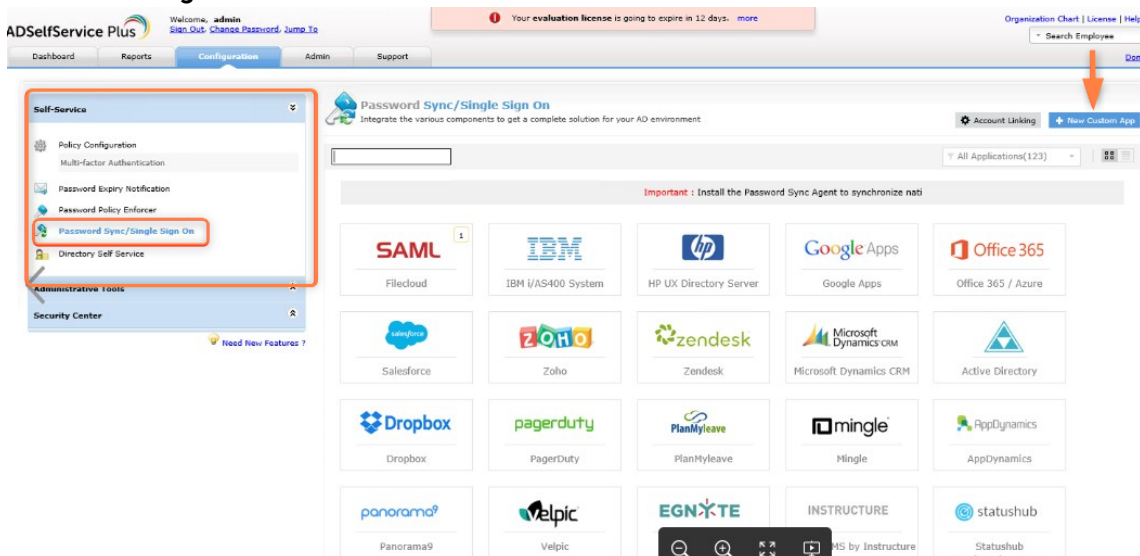 ADSelfService Plus
Welcome, admin
Sign Out, Change Password, Jump To
Your evaluation license is going to expire in 12 days. more
Organization Chart | License | Help
Search Employee
Dashboard Reports Configuration Admin Support
Self-Service
Policy Configuration
Multi-factor Authentication
Password Expiry Notification
Password Policy Enforcer
Password Sync/Single Sign On
Directory Self Service
Administrative Tools
Security Center
Need New Features ?
Password Sync/Single Sign On
Integrate the various components to get a complete solution for your AD environment
Account Linking
New Custom App
All Applications(123)
Important : Install the Password Sync Agent to synchronize nati
SAML 1
IBM
hp
Google Apps
Office 365
Filecloud
IBM i/AS400 System
HP UX Directory Server
Google Apps
Office 365 / Azure
salesforce
ZOHO
zendesk
Microsoft
Dynamics CRM
Salesforce
Zoho
Zendesk
Microsoft Dynamics CRM
Active Directory
Dropbox
pagerduty
PlanMyleave
mingle
AppDynamics
Dropbox
PagerDuty
PlanMyleave
Mingle
AppDynamics
panorama9
velpic
EGNYTE
INSTRUCTURE
statushub
Panorama9
Velpic
MS by Instructure
Statushub